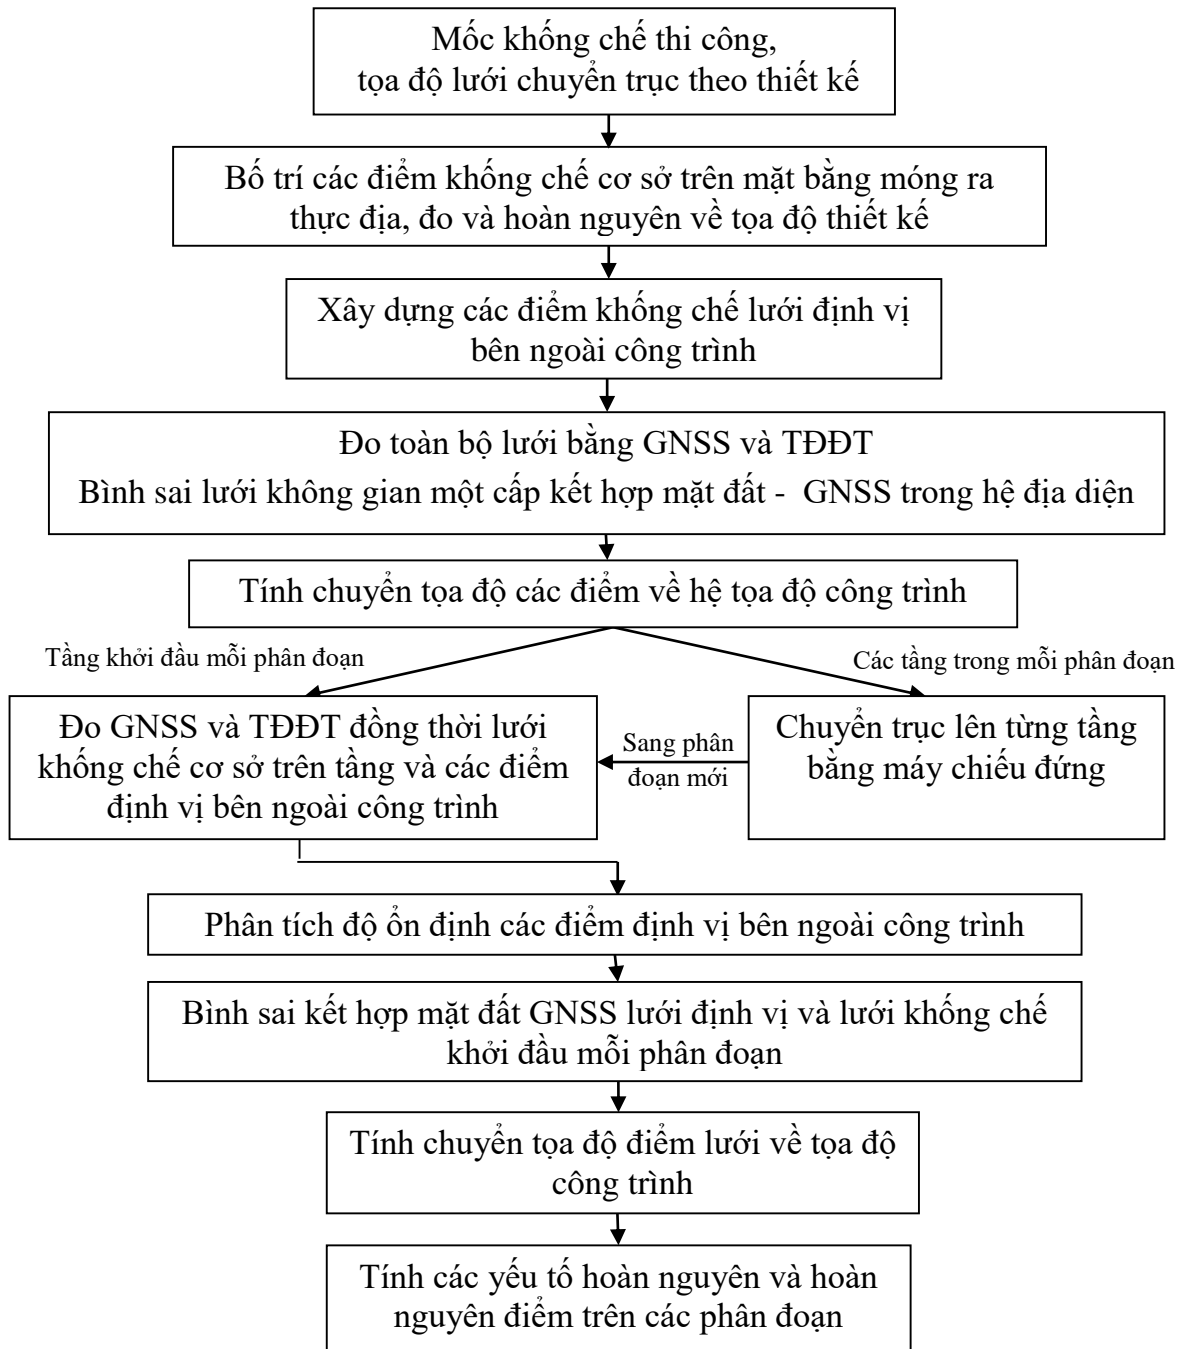 Mốc khống chế thi công,
tọa độ lưới chuyển trục theo thiết kế
Bố trí các điểm khống chế cơ sở trên mặt bằng móng ra
thực địa, đo và hoàn nguyên về tọa độ thiết kế
Xây dựng các điểm khống chế lưới định vị
bên ngoài công trình
Đo toàn bộ lưới bằng GNSS và TĐĐT
Bình sai lưới không gian một cấp kết hợp mặt đất - GNSS trong hệ địa diện
Tính chuyển tọa độ các điểm về hệ tọa độ công trình
Tầng khởi đầu mỗi phân đoạn
Các tầng trong mỗi phân đoạn
Đo GNSS và TĐĐT đồng thời lưới
khống chế cơ sở trên tầng và các điểm
định vị bên ngoài công trình
Sang phân
đoạn mới
Chuyển trục lên từng tầng
bằng máy chiếu đứng
Phân tích độ ổn định các điểm định vị bên ngoài công trình
Bình sai kết hợp mặt đất GNSS lưới định vị và lưới khống chế
khởi đầu mỗi phân đoạn
Tính chuyển tọa độ điểm lưới về tọa độ
công trình
Tính các yếu tố hoàn nguyên và hoàn
nguyên điểm trên các phân đoạn